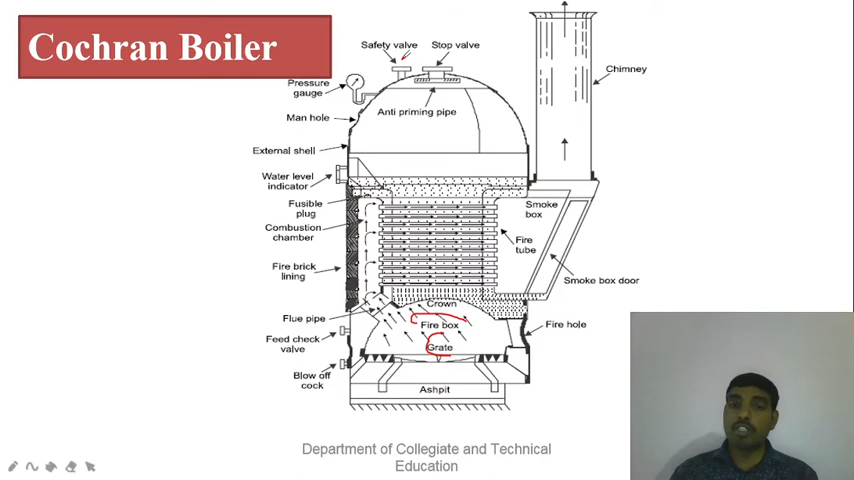 Cochran Boiler
Safety valve
Stop valve
Pressure
gauge
Chimney
Anti priming pipe
Man hole
External shell
Water level
indicator
Fusible
plug
Smoke
box
Combustion
chamber
Fire
tube
Fire brick
lining
Smoke box door
Crown
Flue pipe
Fire box
Fire hole
Feed check
valve
Grate
Blow off
cock
Ashpit
Department of Collegiate and Technical
Education